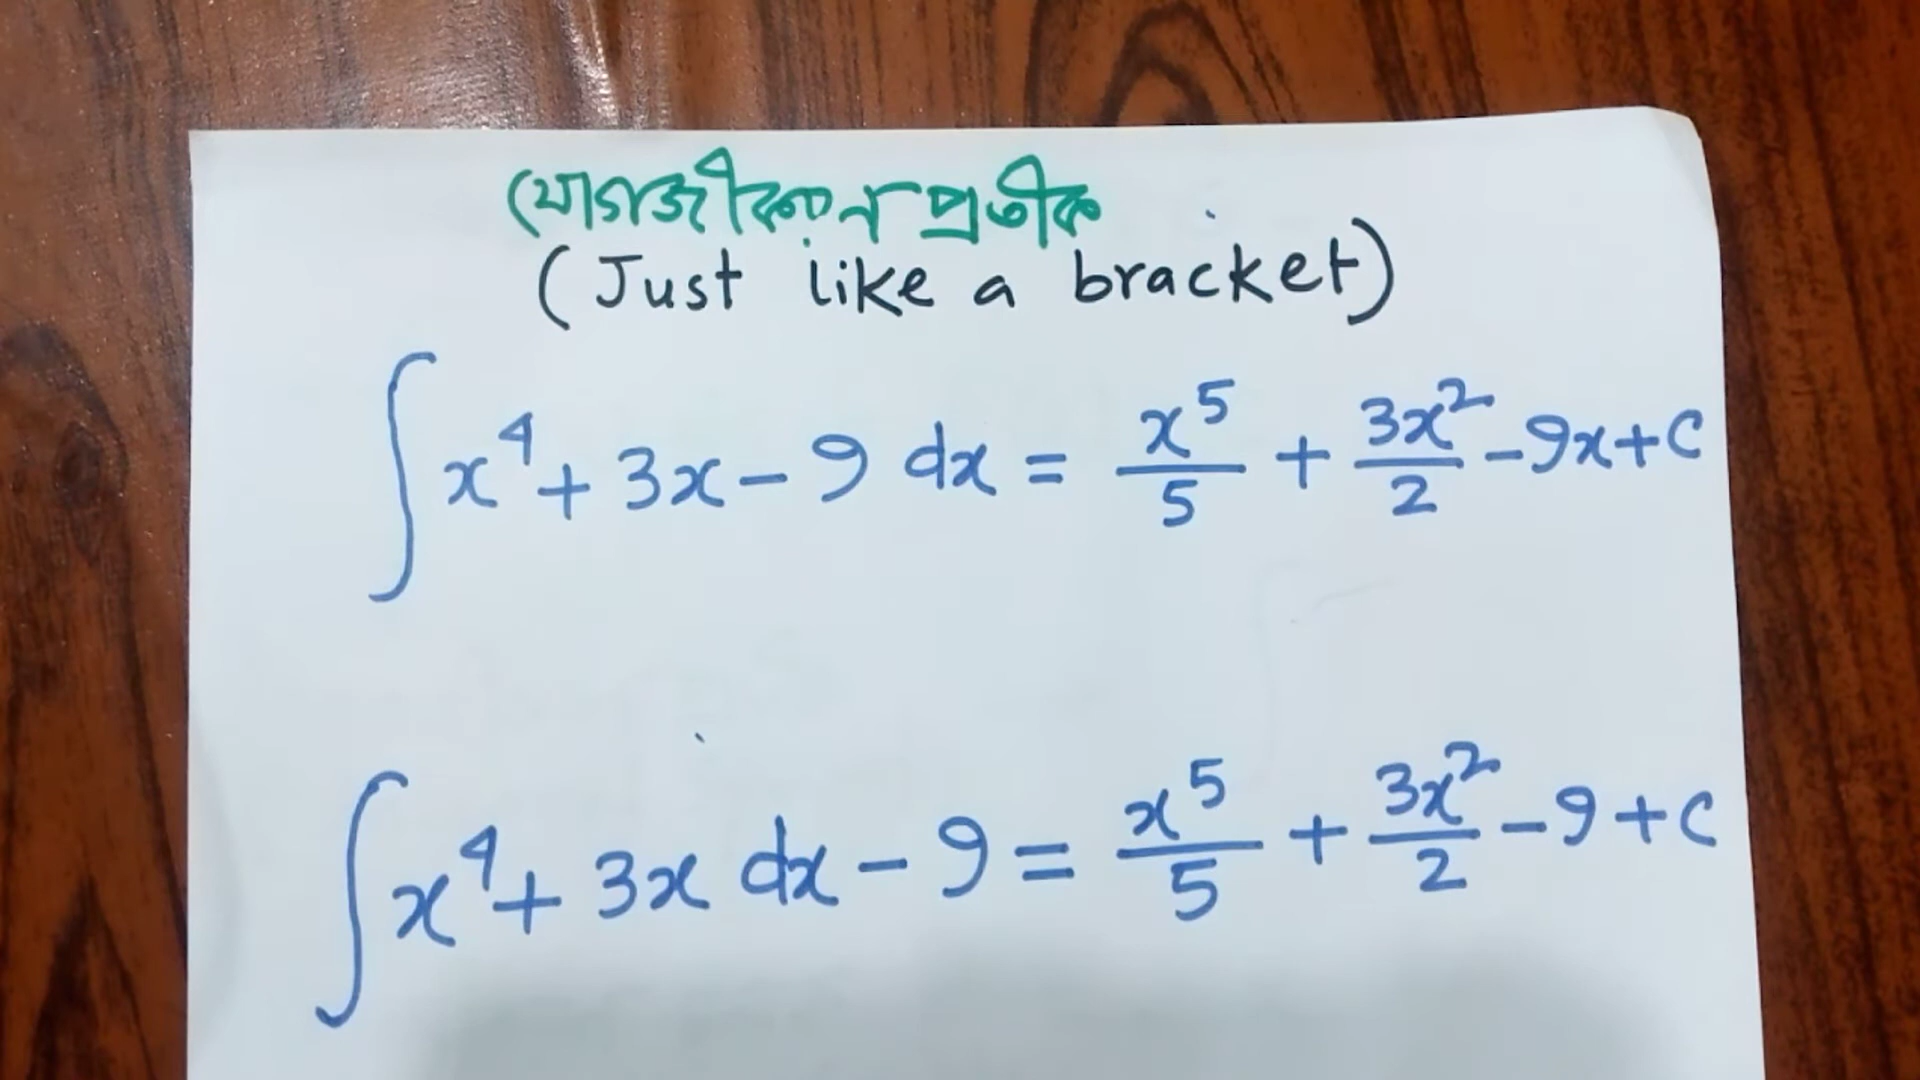 যোগজীকরণ প্রতীক
(Just like a bracket)
∫x⁴ + 3x − 9 dx = x⁵/5 + 3x²/2 − 9x + c
∫x⁴ + 3x dx − 9 = x⁵/5 + 3x²/2 − 9 + c